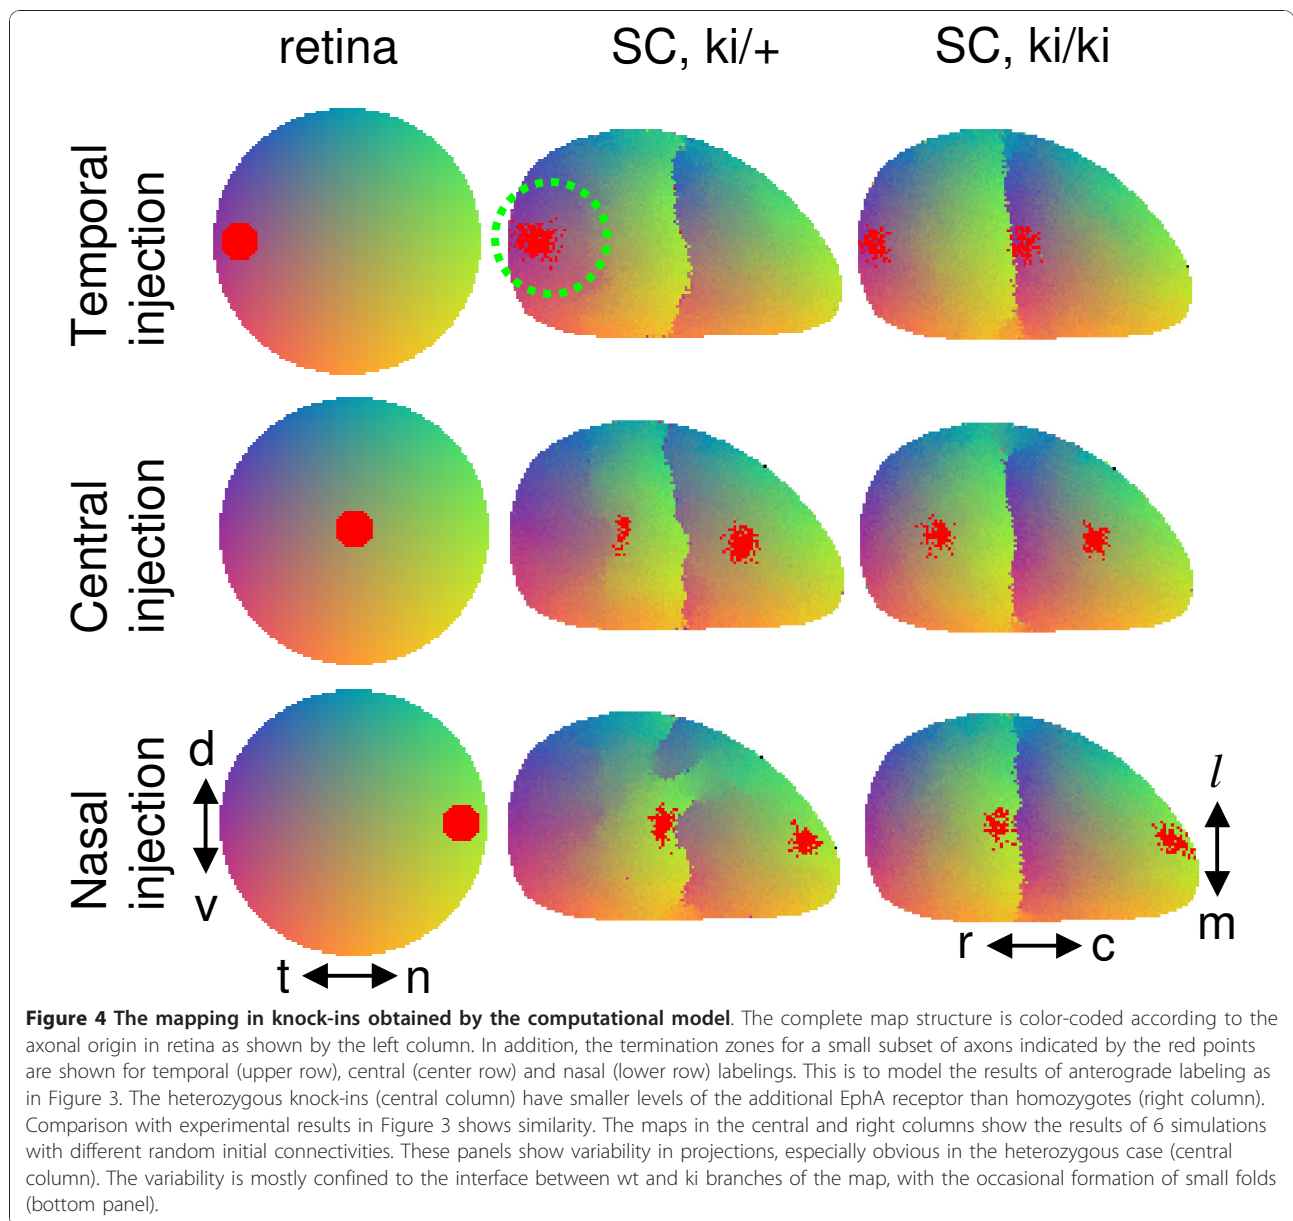 retina
SC, ki/+
SC, ki/ki
Temporal
injection
Central
injection
Nasal
injection
d
v
t
n
r
c
l
m
Figure 4 The mapping in knock-ins obtained by the computational model. The complete map structure is color-coded according to the
axonal origin in retina as shown by the left column. In addition, the termination zones for a small subset of axons indicated by the red points
are shown for temporal (upper row), central (center row) and nasal (lower row) labelings. This is to model the results of anterograde labeling as
in Figure 3. The heterozygous knock-ins (central column) have smaller levels of the additional EphA receptor than homozygotes (right column).
Comparison with experimental results in Figure 3 shows similarity. The maps in the central and right columns show the results of 6 simulations
with different random initial connectivities. These panels show variability in projections, especially obvious in the heterozygous case (central
column). The variability is mostly confined to the interface between wt and ki branches of the map, with the occasional formation of small folds
(bottom panel).